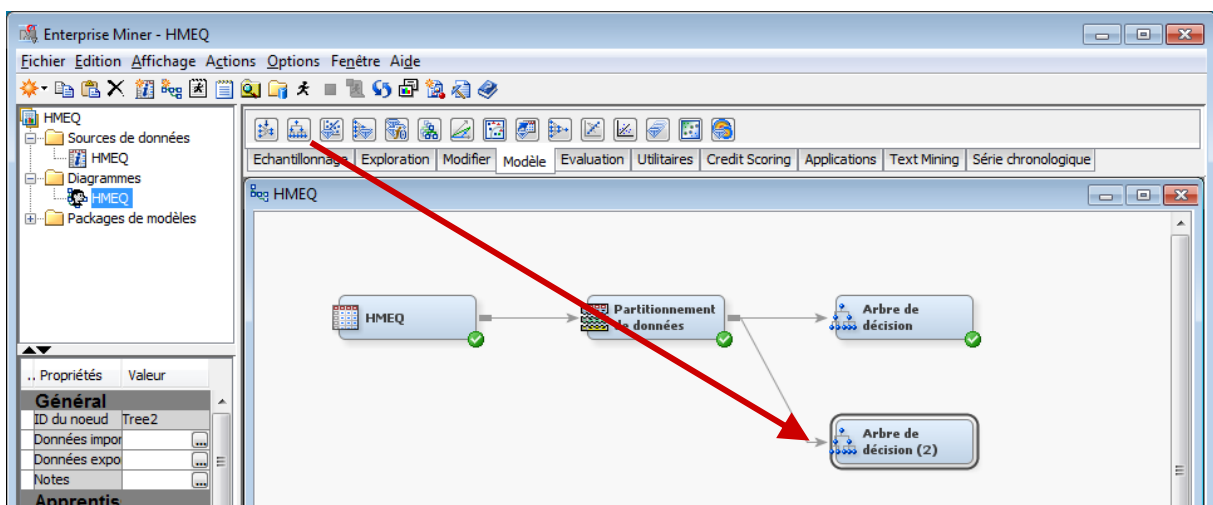 Enterprise Miner - HMEQ
Fichier Edition Affichage Actions Options Fenêtre Aide
HMEQ
Sources de données
HMEQ
Diagrammes
HMEQ
Packages de modèles
Echantillonnage Exploration Modifier Modèle Evaluation Utilitaires Credit Scoring Applications Text Mining Série chronologique
HMEQ
HMEQ
Partitionnement
de données
Arbre de
décision
Arbre de
décision (2)
.. Propriétés Valeur
Général
ID du noeud Tree2
Données impor ...
Données expo ...
Notes ...
Apprentis